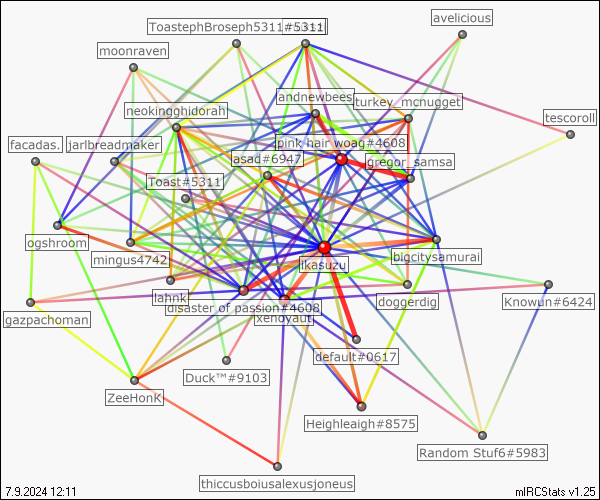 avelicious
ToastephBroseph5311#5311
moonraven
andnewbees
turkey_mcnugget
neokingghidorah
tescoroll
pink hair woag#4608
facadas.
jarlbreadmaker
asad#6947
gregor_samsa
Toast#5311
ogshroom
mingus4742
bigcitysamurai
ikasuzu
lahnk
disaster of passion#4608
doggerdig
Knowun#6424
xenovaut
gazpachoman
default#0617
Duck™#9103
ZeeHonK
Heighleaigh#8575
Random Stuf6#5983
thiccusboiusalexusjoneus
7.9.2024 12:11
mIRCStats v1.25